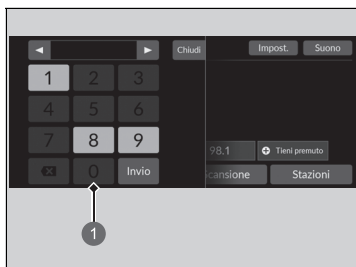 Chiudi Impost. Suono
1 2 3
4 5 6
7 8 9
98.1 Tieni premuto
0 Invio
cansione Stazioni
1